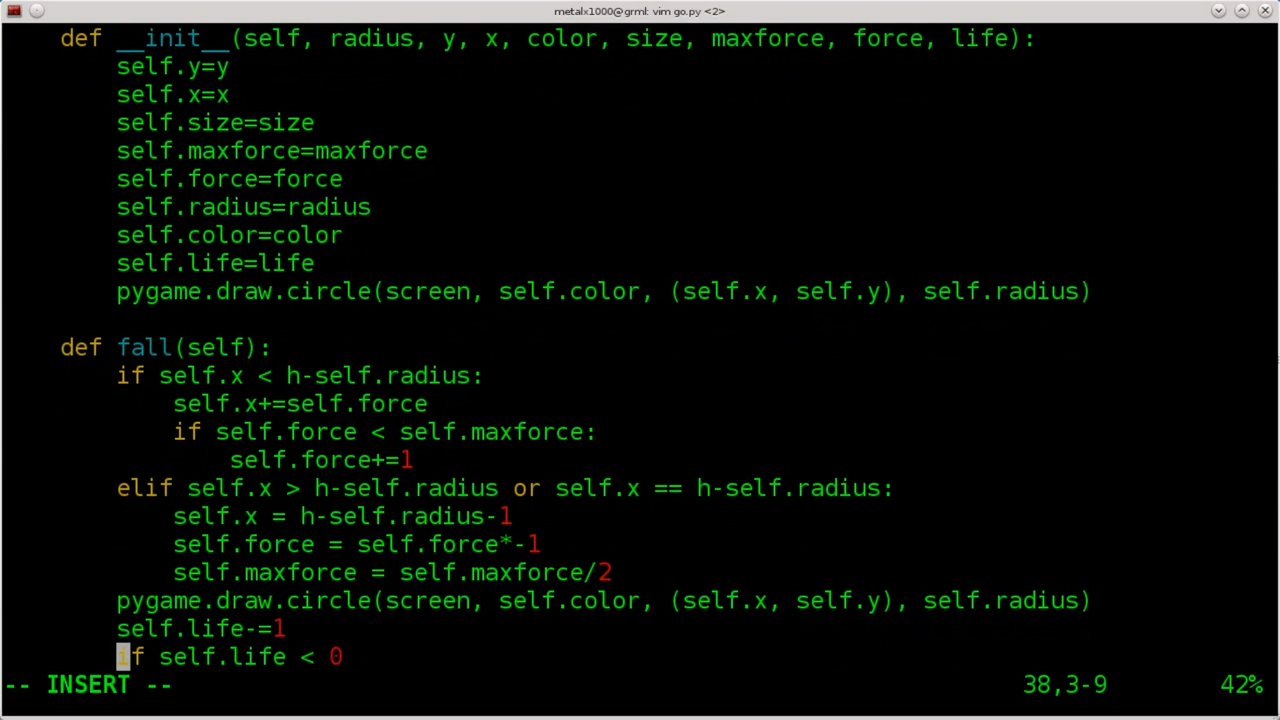 metalx1000@grml: vim go.py <2>
def __init__(self, radius, y, x, color, size, maxforce, force, life):
self.y=y
self.x=x
self.size=size
self.maxforce=maxforce
self.force=force
self.radius=radius
self.color=color
self.life=life
pygame.draw.circle(screen, self.color, (self.x, self.y), self.radius)
def fall(self):
if self.x < h-self.radius:
self.x+=self.force
if self.force < self.maxforce:
self.force+=1
elif self.x > h-self.radius or self.x == h-self.radius:
self.x = h-self.radius-1
self.force = self.force*-1
self.maxforce = self.maxforce/2
pygame.draw.circle(screen, self.color, (self.x, self.y), self.radius)
self.life-=1
if self.life < 0
-- INSERT -- 38,3-9 42%